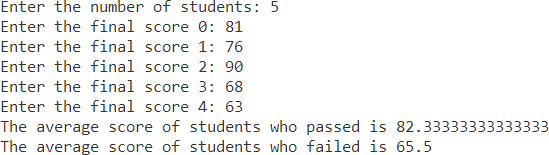 Enter the number of students: 5
Enter the final score 0: 81
Enter the final score 1: 76
Enter the final score 2: 90
Enter the final score 3: 68
Enter the final score 4: 63
The average score of students who passed is 82.33333333333333
The average score of students who failed is 65.5